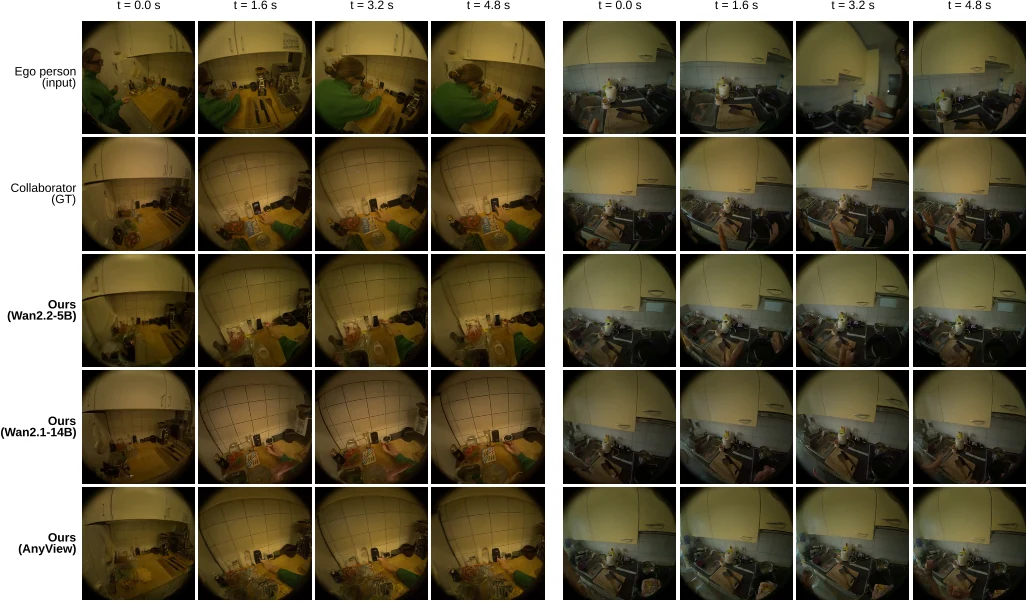 t = 0.0 s t = 1.6 s t = 3.2 s t = 4.8 s t = 0.0 s t = 1.6 s t = 3.2 s t = 4.8 s
Ego person
(input)
Collaborator
(GT)
Ours
(Wan2.2-5B)
Ours
(Wan2.1-14B)
Ours
(AnyView)